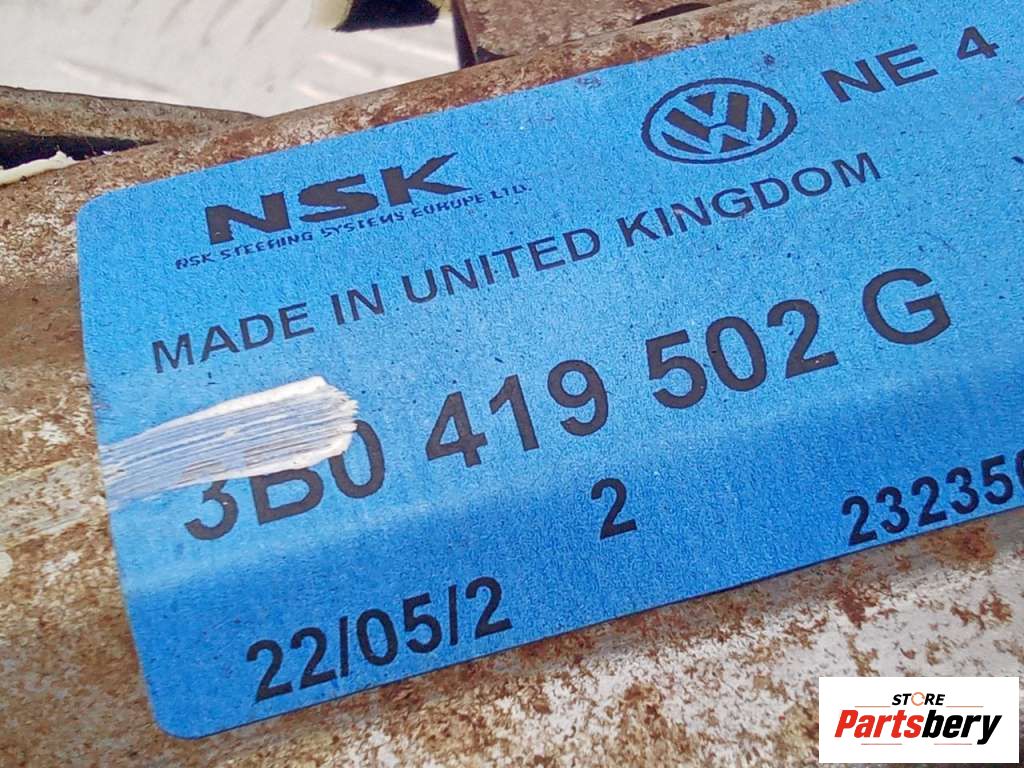 NE 4
NSK
NSK STEERING SYSTEMS EUROPE LTD.
MADE IN UNITED KINGDOM
3B0 419 502 G
2
23235
22/05/2
STORE
Partsbery